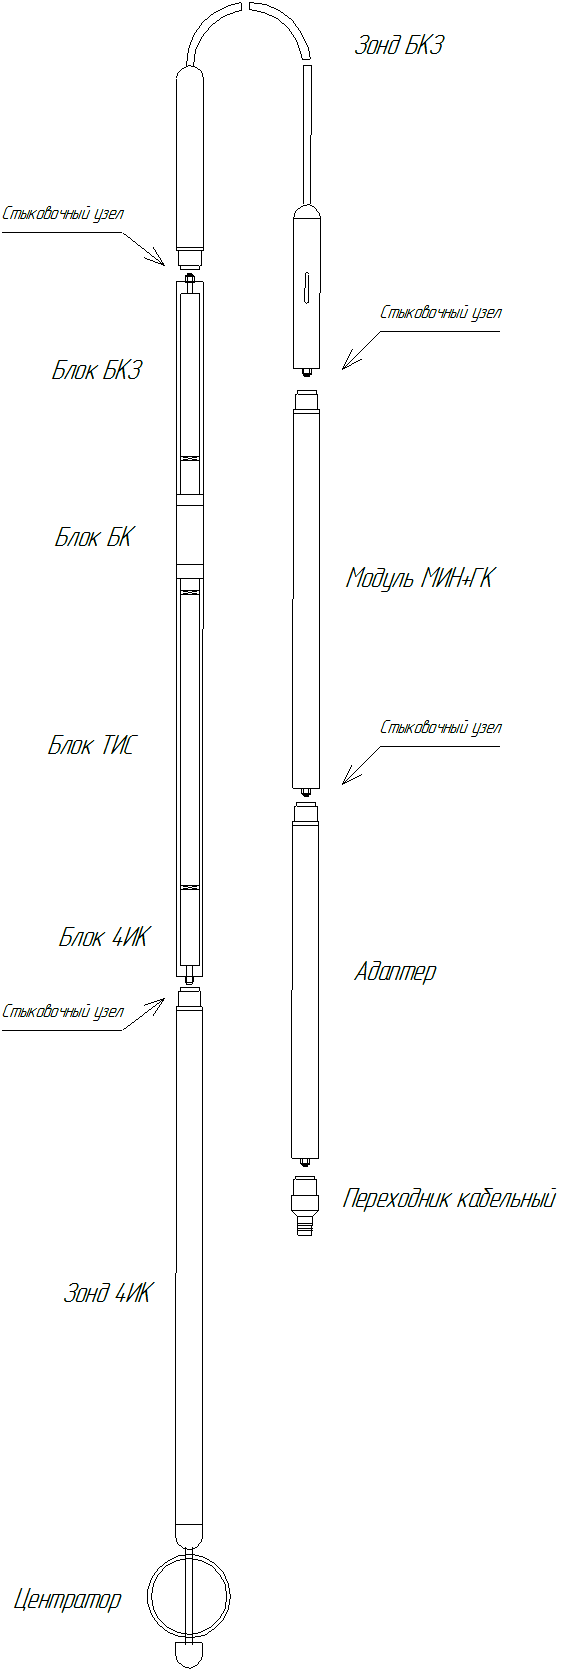 Зонд БКЗ
Стыковочный узел
Стыковочный узел
Блок БКЗ
Блок БК
Модуль МИН+ГК
Стыковочный узел
Блок ТИС
Блок 4ИК
Адаптер
Стыковочный узел
Переходник кабельный
Зонд 4ИК
Центратор